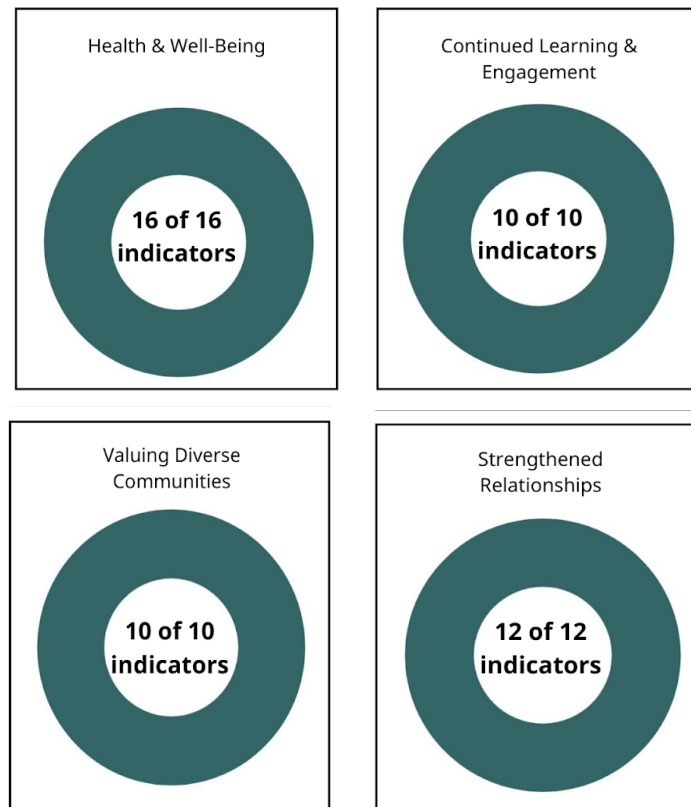 Health & Well-Being
16 of 16
indicators
Continued Learning &
Engagement
10 of 10
indicators
Valuing Diverse
Communities
10 of 10
indicators
Strengthened
Relationships
12 of 12
indicators